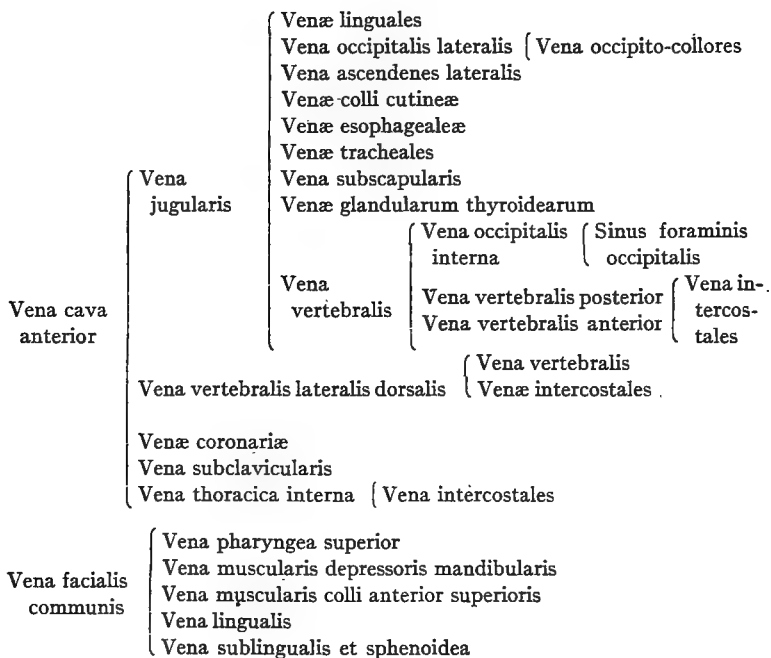 Venæ linguales
Vena occipitalis lateralis { Vena occipito-collores
Vena ascendenes lateralis
Venæ colli cutineæ
Venæ esophagealeæ
Venæ tracheales
Vena subscapularis
Venæ glandularum thyroidearum
Vena
jugularis
Vena occipitalis
interna
Sinus foraminis
occipitalis
Vena
vertebralis
Vena vertebralis posterior
Vena vertebralis anterior
Vena in-
tercos-
tales
Vena cava
anterior
Vena vertebralis lateralis dorsalis
Vena vertebralis
Venæ intercostales
Venæ coronariæ
Vena subclavicularis
Vena thoracica interna { Vena intercostales
Vena facialis
communis
Vena pharyngea superior
Vena muscularis depressoris mandibularis
Vena muscularis colli anterior superioris
Vena lingualis
Vena sublingualis et sphenoidea